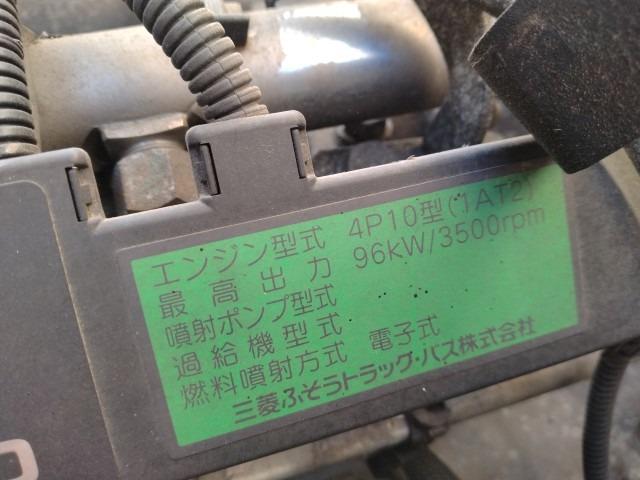 エンジン型式 4P10型(1AT2)
最高出力 96kW/3500rpm
噴射ポンプ型式
過給機型式
燃料噴射方式 電子式
三菱ふそうトラック・バス株式会社